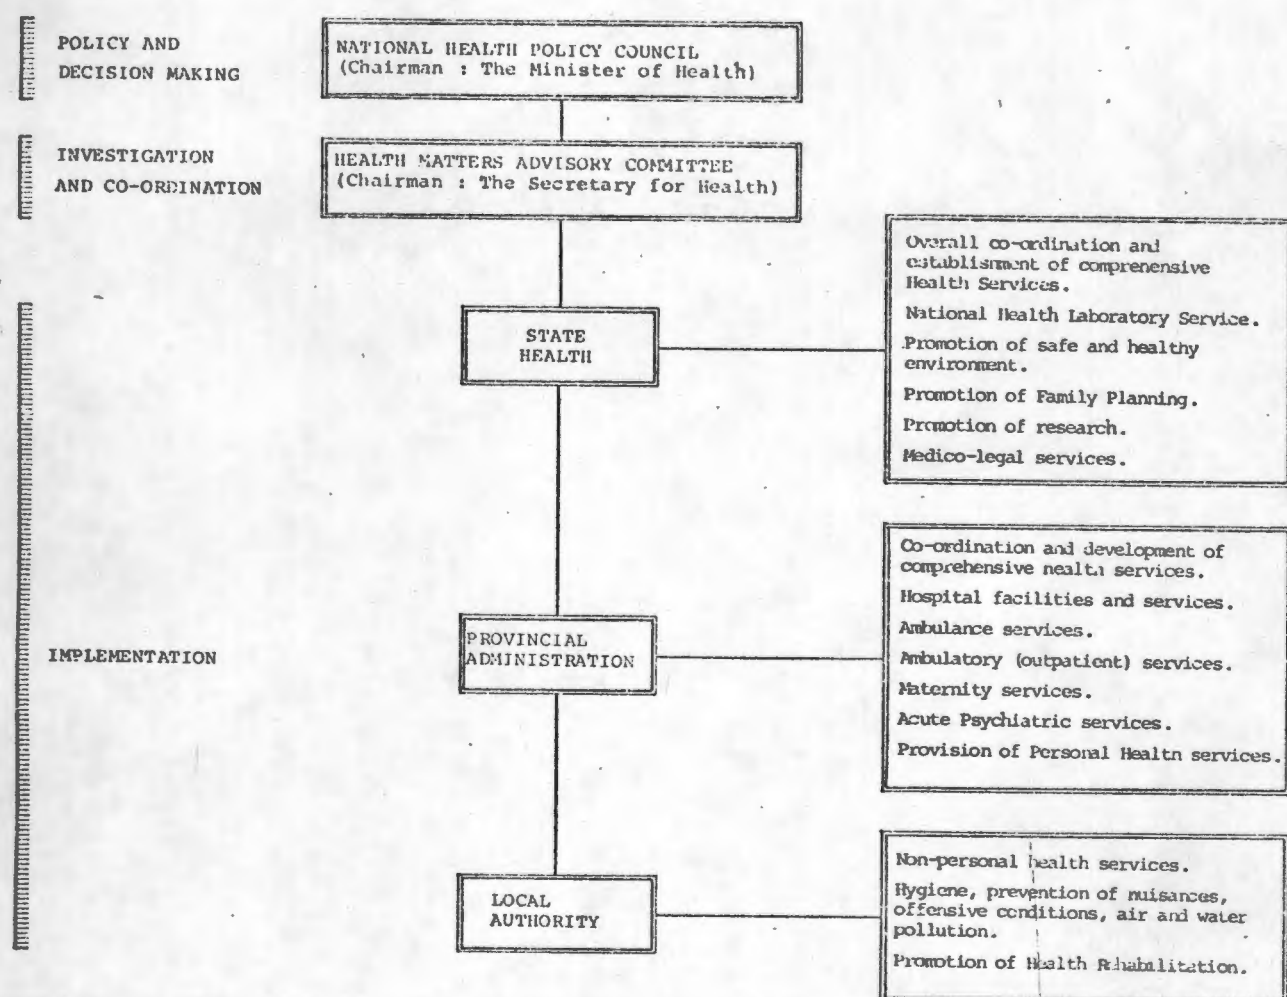 POLICY AND
DECISION MAKING
NATIONAL HEALTH POLICY COUNCIL
(Chairman : The Minister of Health)
INVESTIGATION
AND CO-ORDINATION
HEALTH MATTERS ADVISORY COMMITTEE
(Chairman : The Secretary for Health)
IMPLEMENTATION
STATE
HEALTH
Overall co-ordination and
establisment of comprenensive
Health Services.
National Health Laboratory Service.
Promotion of safe and healthy
environment.
Promotion of Family Planning.
Promotion of research.
Medico-legal services.
PROVINCIAL
ADMINISTRATION
Co-ordination and development of
comprehensive health services.
Hospital facilities and services.
Ambulance services.
Ambulatory (outpatient) services.
Maternity services.
Acute Psychiatric services.
Provision of Personal Health services.
LOCAL
AUTHORITY
Non-personal health services.
Hygiene, prevention of nuisances,
offensive conditions, air and water
pollution.
Promotion of Health Rehabilitation.